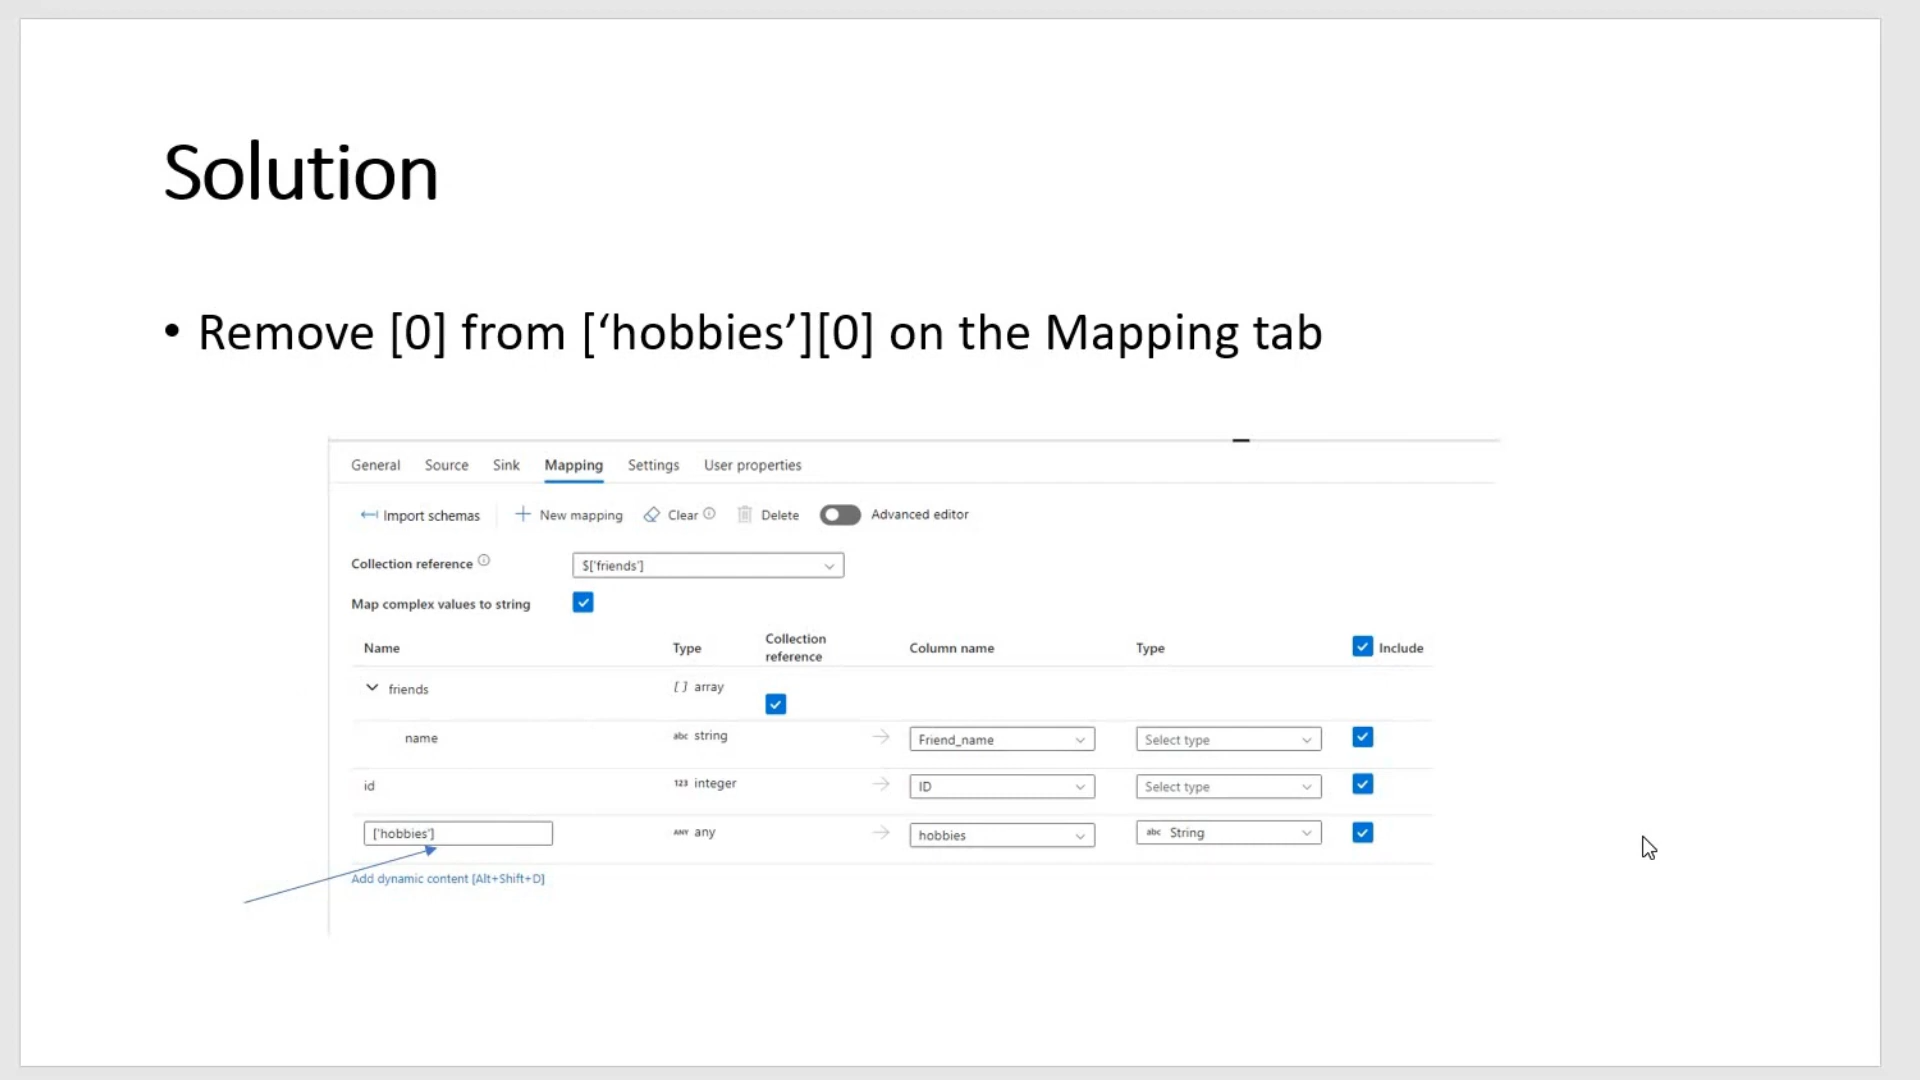 Solution
• Remove [0] from [‘hobbies’][0] on the Mapping tab
General Source Sink Mapping Settings User properties
Import schemas New mapping Clear Delete Advanced editor
Collection reference $['friends']
Map complex values to string
Name Type Collection reference Column name Type Include
friends [ ] array
name abc string Friend_name Select type
id 123 integer ID Select type
['hobbies'] ANY any hobbies abc String
Add dynamic content [Alt+Shift+D]